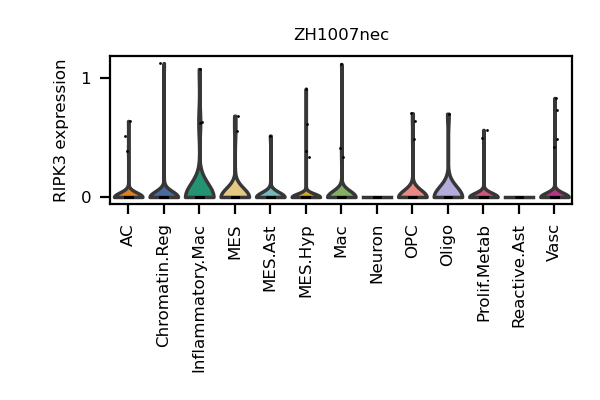 ZH1007nec
RIPK3 expression
1
0
AC
Chromatin.Reg
Inflammatory.Mac
MES
MES.Ast
MES.Hyp
Mac
Neuron
OPC
Oligo
Prolif.Metab
Reactive.Ast
Vasc